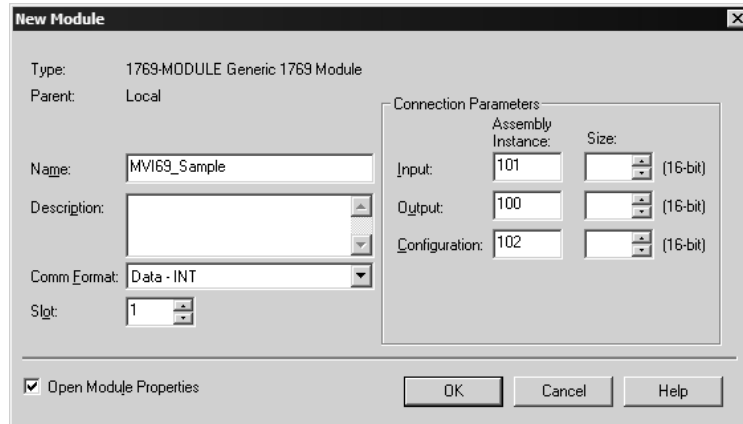 New Module
Type: 1769-MODULE Generic 1769 Module
Parent: Local
Connection Parameters
Assembly Instance: Size:
Name: MVI69_Sample
Input: 101 (16-bit)
Description:
Output: 100 (16-bit)
Configuration: 102 (16-bit)
Comm Format: Data - INT
Slot: 1
Open Module Properties
OK Cancel Help